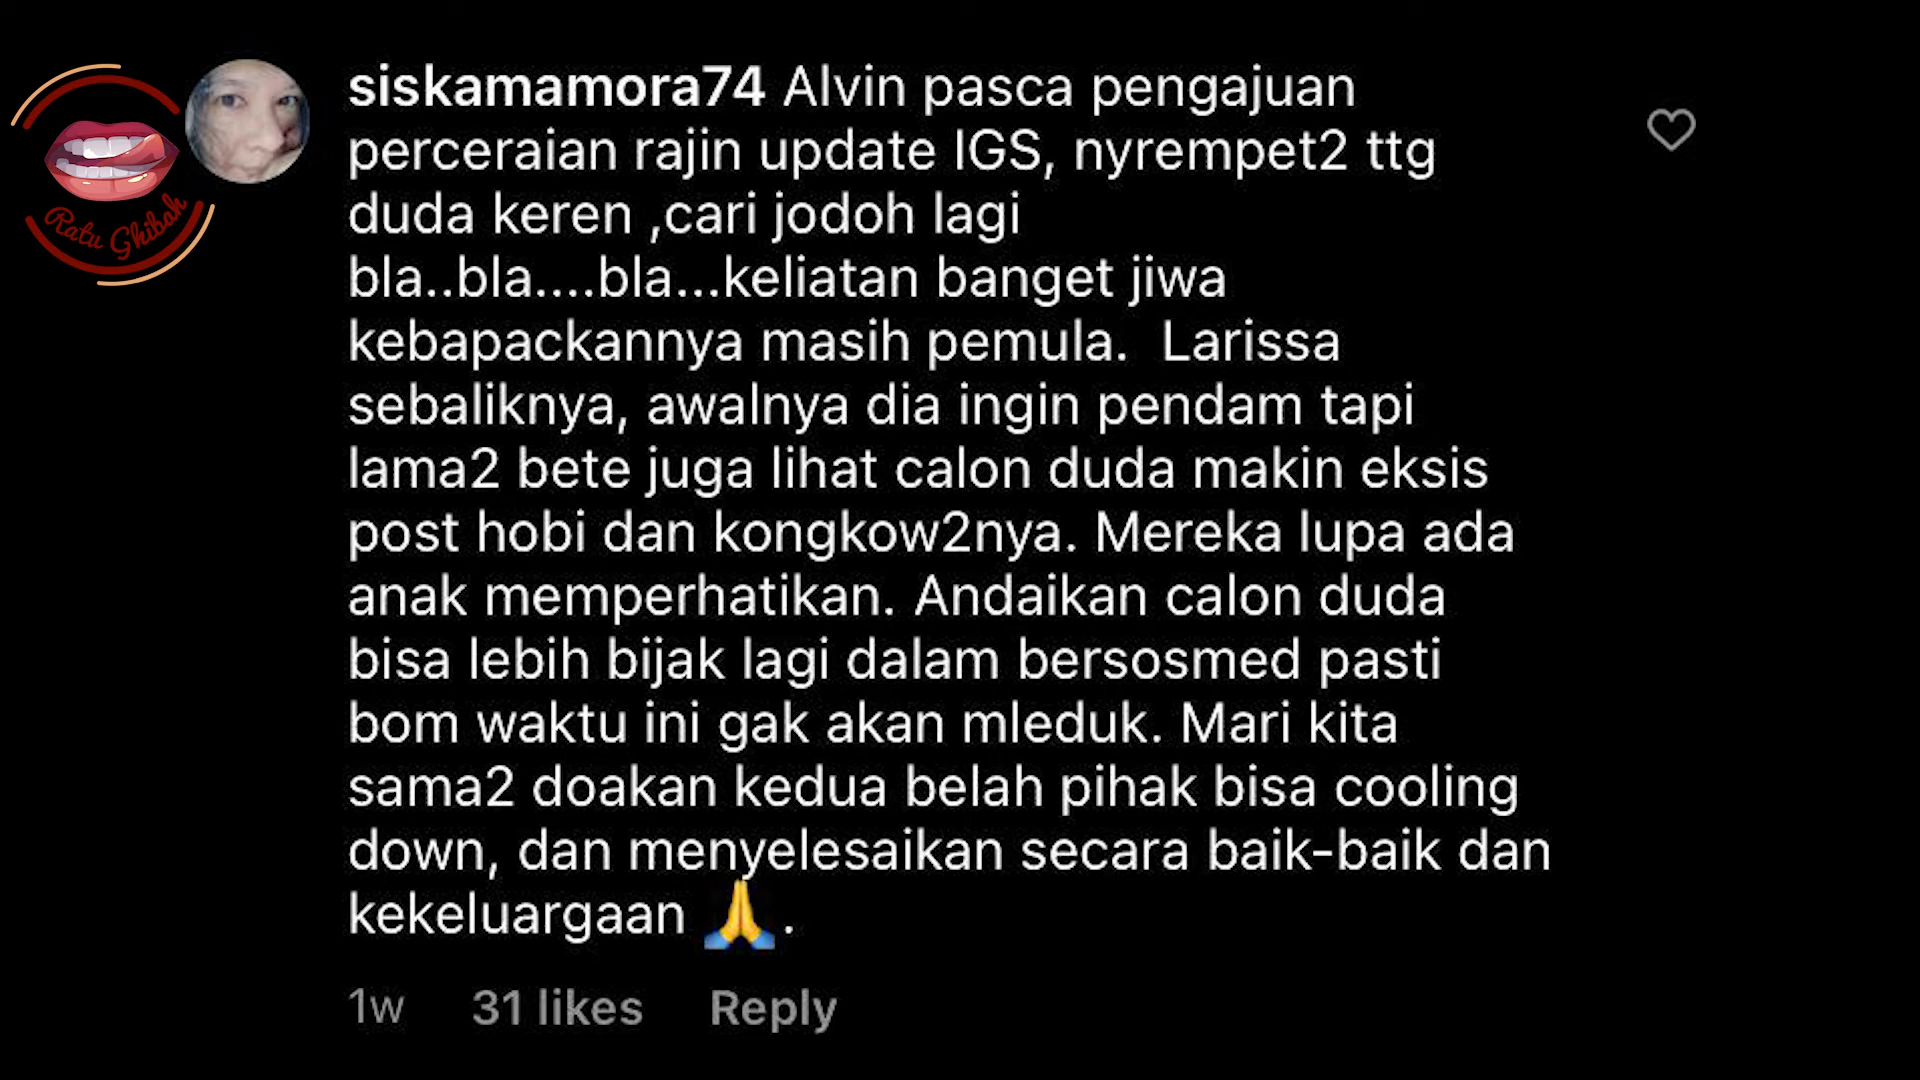 siskamamora74 Alvin pasca pengajuan
perceraian rajin update IGS, nyrempet2 ttg
duda keren ,cari jodoh lagi
bla..bla....bla...keliatan banget jiwa
kebapackannya masih pemula.  Larissa
sebaliknya, awalnya dia ingin pendam tapi
lama2 bete juga lihat calon duda makin eksis
post hobi dan kongkow2nya. Mereka lupa ada
anak memperhatikan. Andaikan calon duda
bisa lebih bijak lagi dalam bersosmed pasti
bom waktu ini gak akan mleduk. Mari kita
sama2 doakan kedua belah pihak bisa cooling
down, dan menyelesaikan secara baik-baik dan
kekeluargaan 🙏.
1w 31 likes Reply
Ratu Ghibah